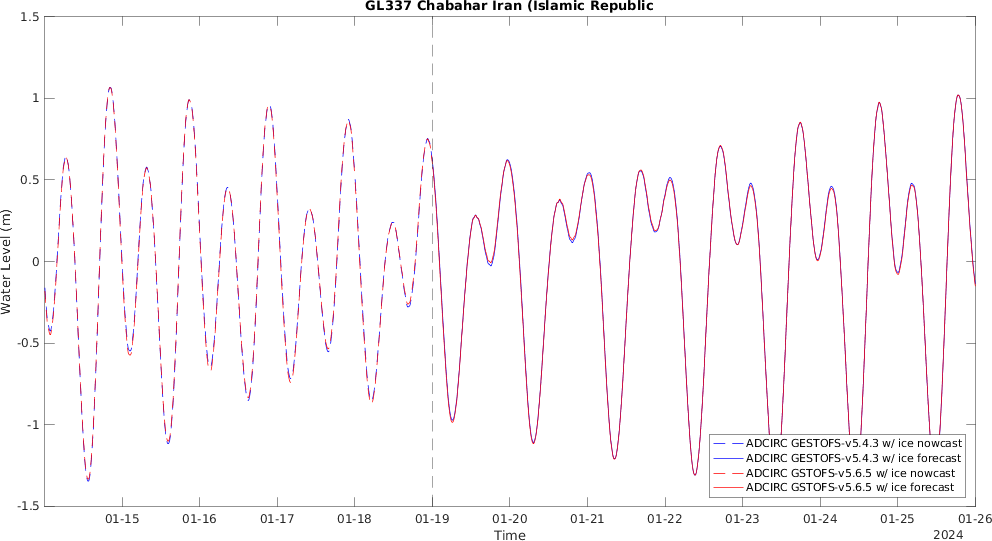 GL337 Chabahar Iran (Islamic Republic
1.5
1
0.5
0
-0.5
-1
-1.5
Water Level (m)
ADCIRC GESTOFS-v5.4.3 w/ ice nowcast
ADCIRC GESTOFS-v5.4.3 w/ ice forecast
ADCIRC GSTOFS-v5.6.5 w/ ice nowcast
ADCIRC GSTOFS-v5.6.5 w/ ice forecast
01-15 01-16 01-17 01-18 01-19 01-20 01-21 01-22 01-23 01-24 01-25 01-26
Time
2024